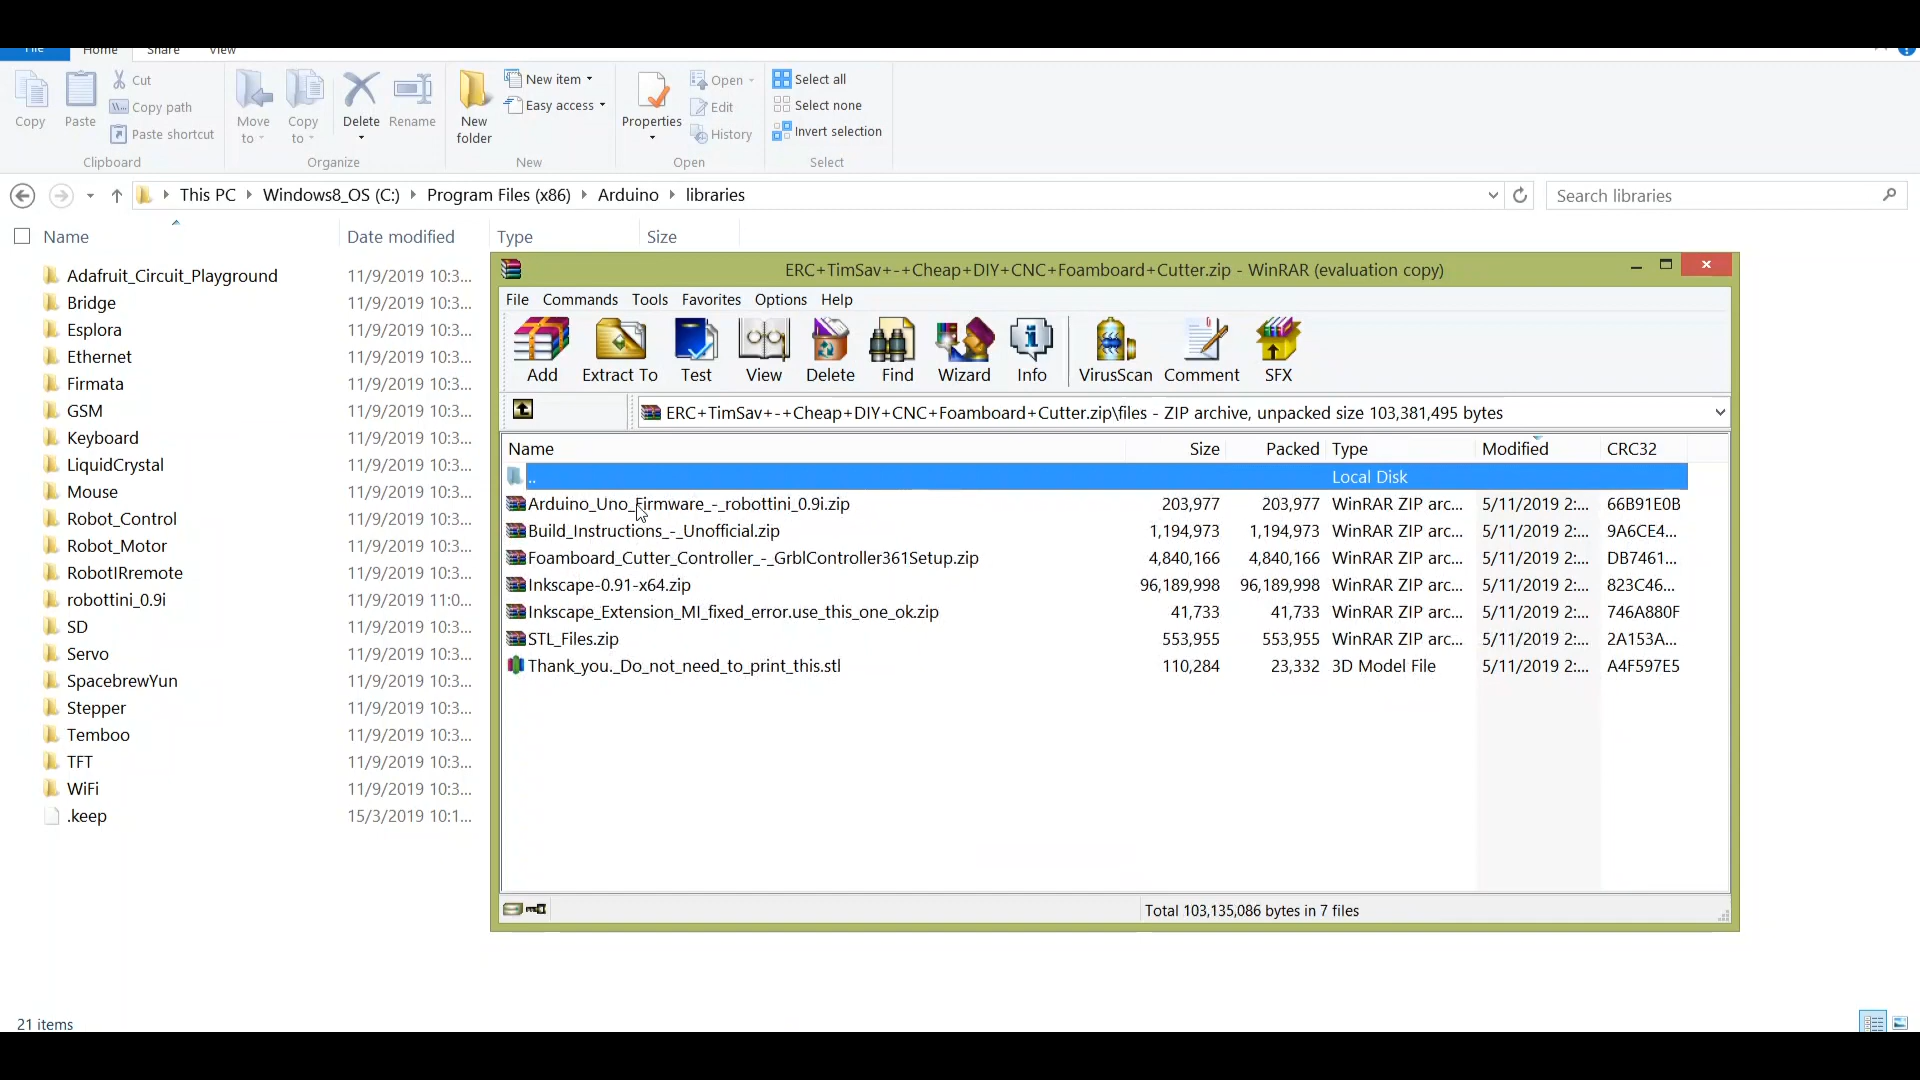 File Home Share View
Copy
Paste
Cut
Copy path
Paste shortcut
Clipboard
Move to
Copy to
Delete
Rename
Organize
New folder
New item
Easy access
New
Properties
Open
Edit
History
Open
Select all
Select none
Invert selection
Select
This PC Windows8_OS (C:) Program Files (x86) Arduino libraries
Search libraries
Name Date modified Type Size
Adafruit_Circuit_Playground 11/9/2019 10:3...
Bridge 11/9/2019 10:3...
Esplora 11/9/2019 10:3...
Ethernet 11/9/2019 10:3...
Firmata 11/9/2019 10:3...
GSM 11/9/2019 10:3...
Keyboard 11/9/2019 10:3...
LiquidCrystal 11/9/2019 10:3...
Mouse 11/9/2019 10:3...
Robot_Control 11/9/2019 10:3...
Robot_Motor 11/9/2019 10:3...
RobotIRremote 11/9/2019 10:3...
robottini_0.9i 11/9/2019 11:0...
SD 11/9/2019 10:3...
Servo 11/9/2019 10:3...
SpacebrewYun 11/9/2019 10:3...
Stepper 11/9/2019 10:3...
Temboo 11/9/2019 10:3...
TFT 11/9/2019 10:3...
WiFi 11/9/2019 10:3...
.keep 15/3/2019 10:1...
21 items
ERC+TimSav+-+Cheap+DIY+CNC+Foamboard+Cutter.zip - WinRAR (evaluation copy)
File Commands Tools Favorites Options Help
Add Extract To Test View Delete Find Wizard Info VirusScan Comment SFX
ERC+TimSav+-+Cheap+DIY+CNC+Foamboard+Cutter.zip\files - ZIP archive, unpacked size 103,381,495 bytes
Name Size Packed Type Modified CRC32
.. Local Disk
Arduino_Uno_Firmware_-_robottini_0.9i.zip 203,977 203,977 WinRAR ZIP arc... 5/11/2019 2:... 66B91E0B
Build_Instructions_-_Unofficial.zip 1,194,973 1,194,973 WinRAR ZIP arc... 5/11/2019 2:... 9A6CE4...
Foamboard_Cutter_Controller_-_GrblController361Setup.zip 4,840,166 4,840,166 WinRAR ZIP arc... 5/11/2019 2:... DB7461...
Inkscape-0.91-x64.zip 96,189,998 96,189,998 WinRAR ZIP arc... 5/11/2019 2:... 823C46...
Inkscape_Extension_MI_fixed_error.use_this_one_ok.zip 41,733 41,733 WinRAR ZIP arc... 5/11/2019 2:... 746A880F
STL_Files.zip 553,955 553,955 WinRAR ZIP arc... 5/11/2019 2:... 2A153A...
Thank_you._Do_not_need_to_print_this.stl 110,284 23,332 3D Model File 5/11/2019 2:... A4F597E5
Total 103,135,086 bytes in 7 files